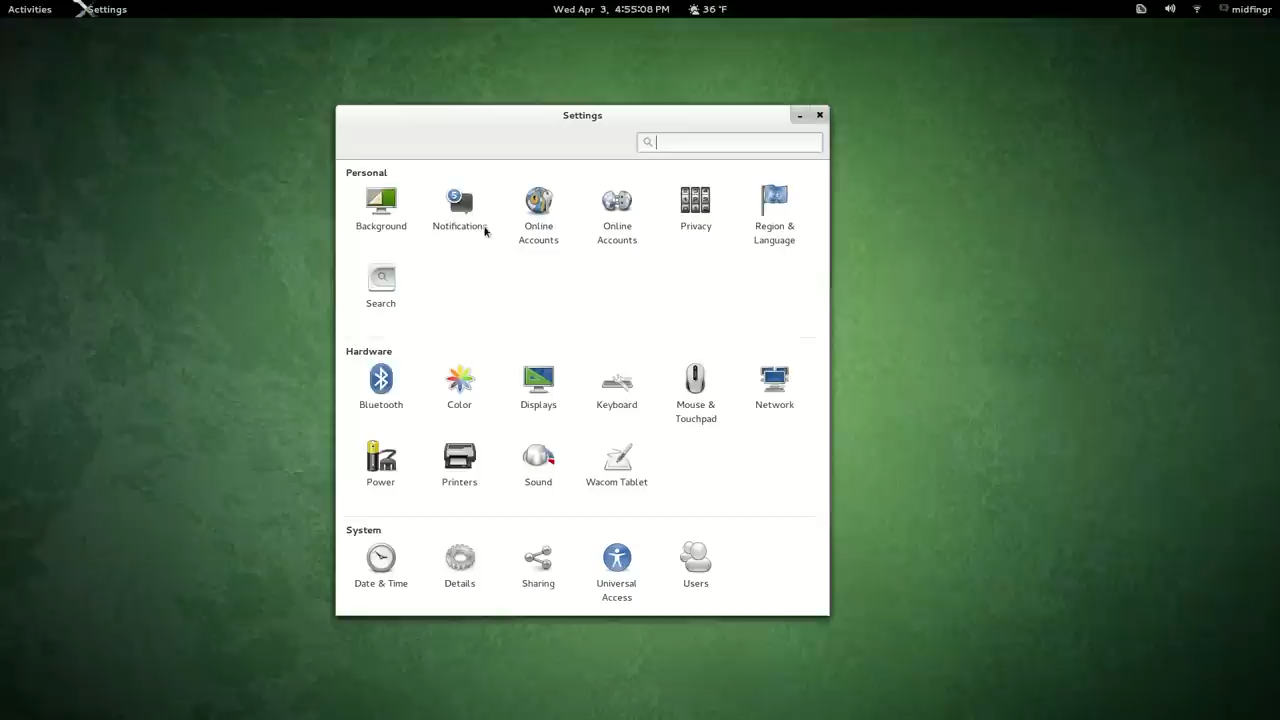 Activities Settings Wed Apr 3, 4:55:08 PM 36 °F midfingr
Settings
Personal
Background Notifications Online Accounts Online Accounts Privacy Region & Language
Search
Hardware
Bluetooth Color Displays Keyboard Mouse & Touchpad Network
Power Printers Sound Wacom Tablet
System
Date & Time Details Sharing Universal Access Users